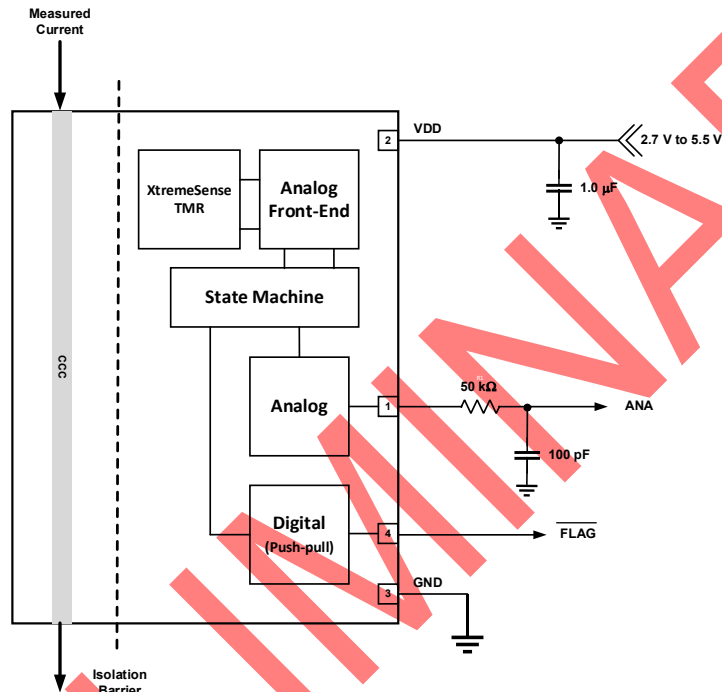 Measured
Current
2
VDD
2.7 V to 5.5 V
1.0 µF
XtremeSense
TMR
Analog
Front-End
State Machine
CCC
Analog
1
50 kΩ
ANA
100 pF
Digital
(Push-pull)
4
FLAG
3
GND
Isolation
Barrier